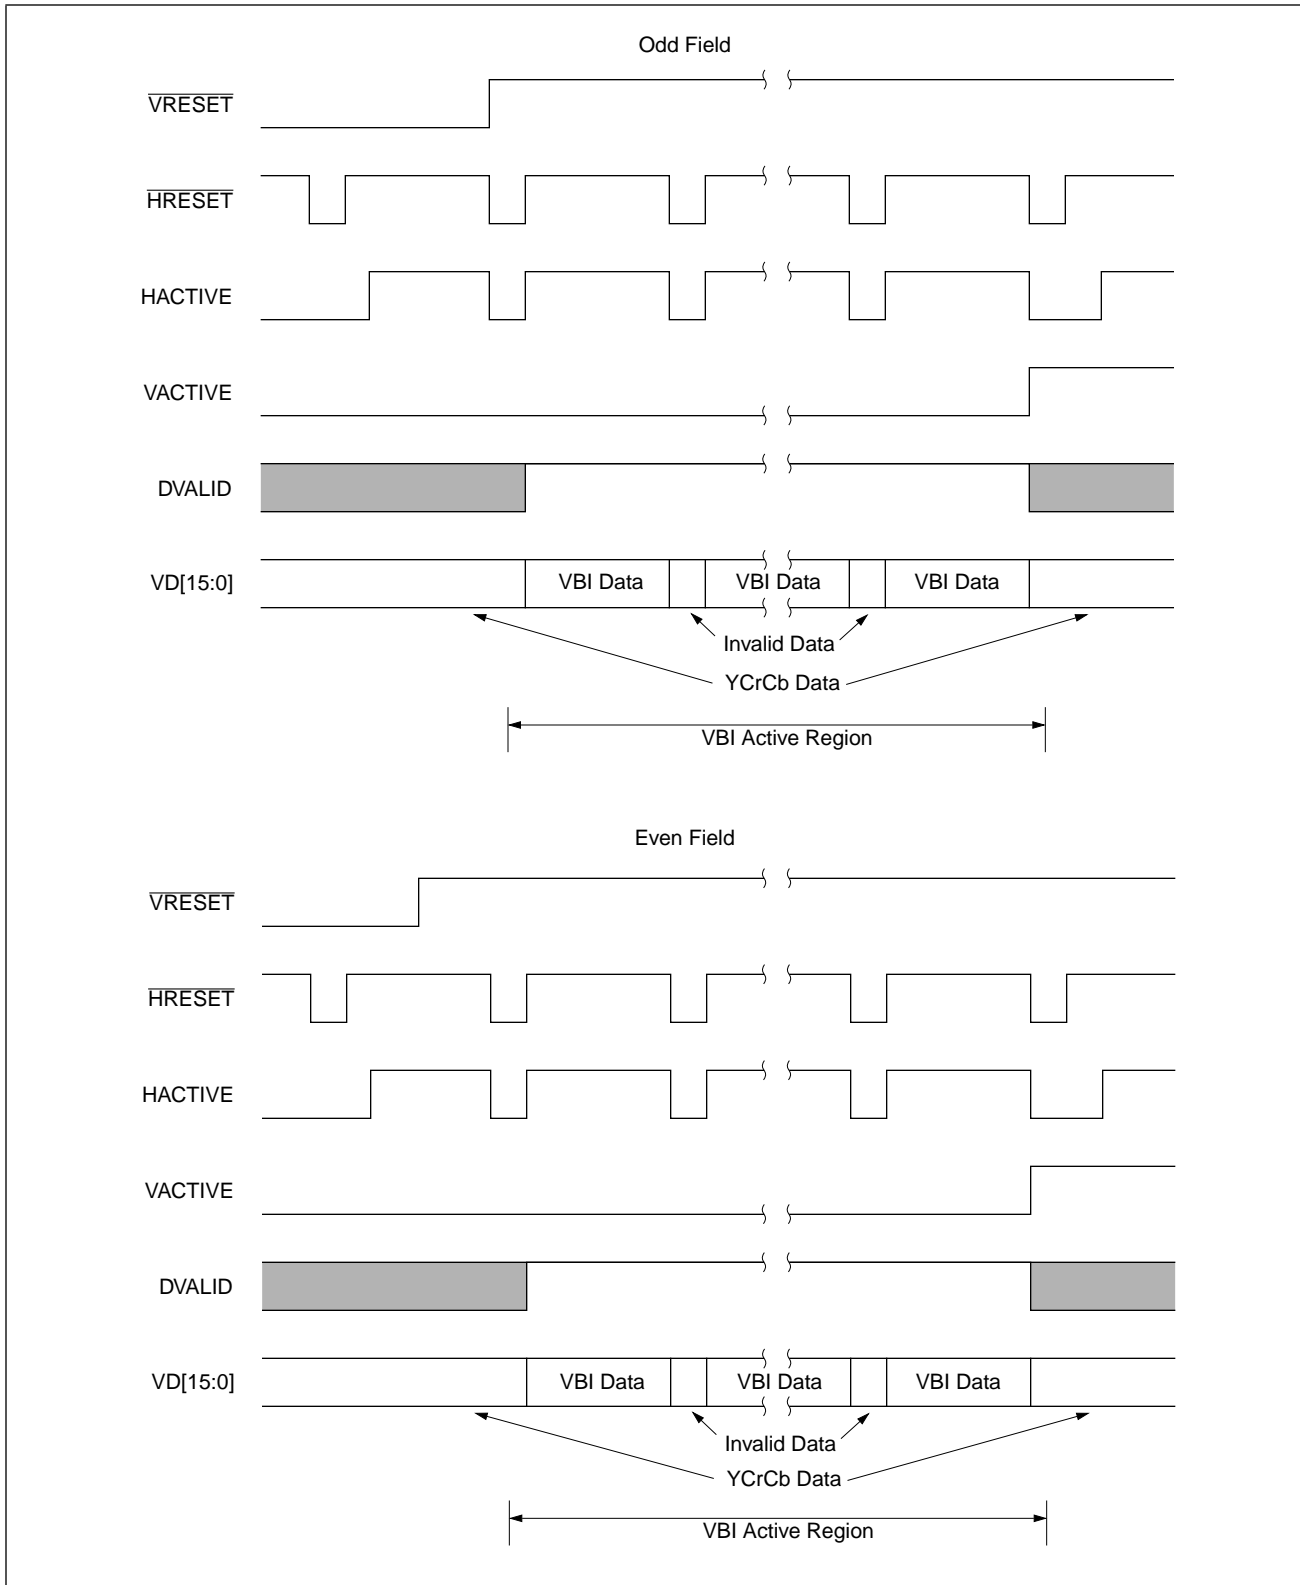 Odd Field
VRESET
HRESET
HACTIVE
VACTIVE
DVALID
VD[15:0] VBI Data VBI Data VBI Data
Invalid Data
YCrCb Data
VBI Active Region
Even Field
VRESET
HRESET
HACTIVE
VACTIVE
DVALID
VD[15:0] VBI Data VBI Data VBI Data
Invalid Data
YCrCb Data
VBI Active Region